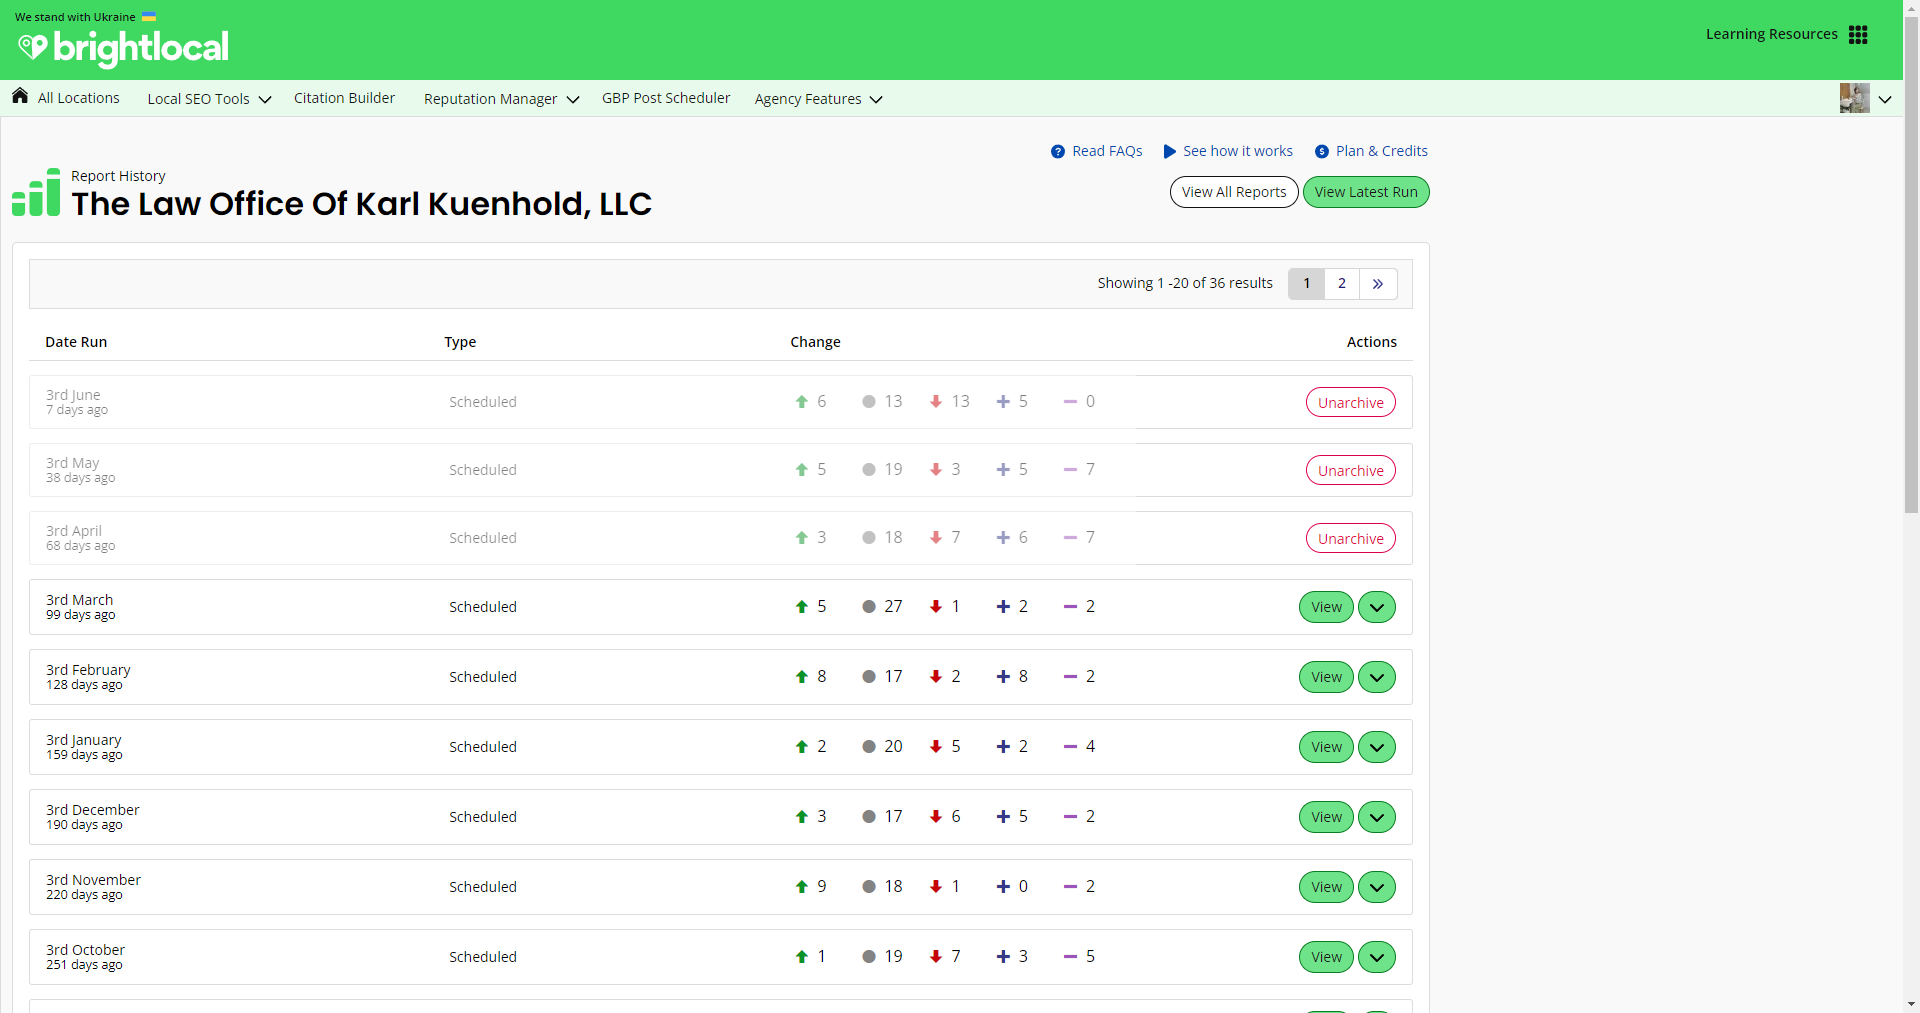 We stand with Ukraine
brightlocal
Learning Resources
All Locations Local SEO Tools Citation Builder Reputation Manager GBP Post Scheduler Agency Features
Read FAQs See how it works Plan & Credits
Report History
The Law Office Of Karl Kuenhold, LLC
View All Reports View Latest Run
Showing 1 -20 of 36 results 1 2 »
Date Run Type Change Actions
3rd June
7 days ago
Scheduled 6 13 13 5 0 Unarchive
3rd May
38 days ago
Scheduled 5 19 3 5 7 Unarchive
3rd April
68 days ago
Scheduled 3 18 7 6 7 Unarchive
3rd March
99 days ago
Scheduled 5 27 1 2 2 View
3rd February
128 days ago
Scheduled 8 17 2 8 2 View
3rd January
159 days ago
Scheduled 2 20 5 2 4 View
3rd December
190 days ago
Scheduled 3 17 6 5 2 View
3rd November
220 days ago
Scheduled 9 18 1 0 2 View
3rd October
251 days ago
Scheduled 1 19 7 3 5 View